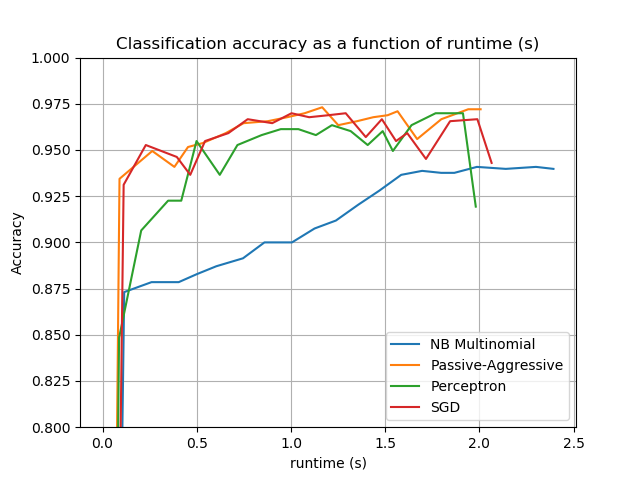 Classification accuracy as a function of runtime (s)
1.000
0.975
0.950
0.925
0.900
0.875
0.850
0.825
0.800
Accuracy
NB Multinomial
Passive-Aggressive
Perceptron
SGD
0.0 0.5 1.0 1.5 2.0 2.5
runtime (s)